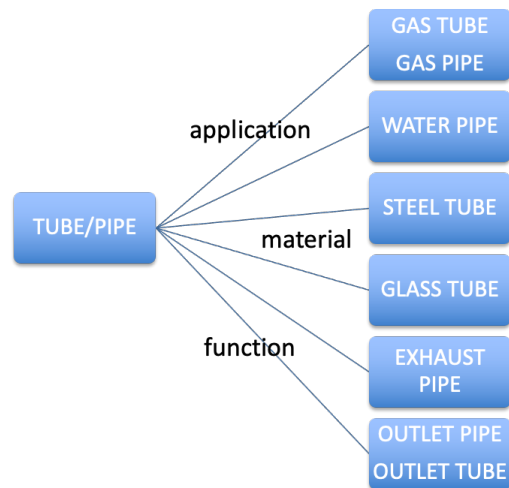 GAS TUBE
GAS PIPE
application
WATER PIPE
TUBE/PIPE
STEEL TUBE
material
GLASS TUBE
function
EXHAUST
PIPE
OUTLET PIPE
OUTLET TUBE